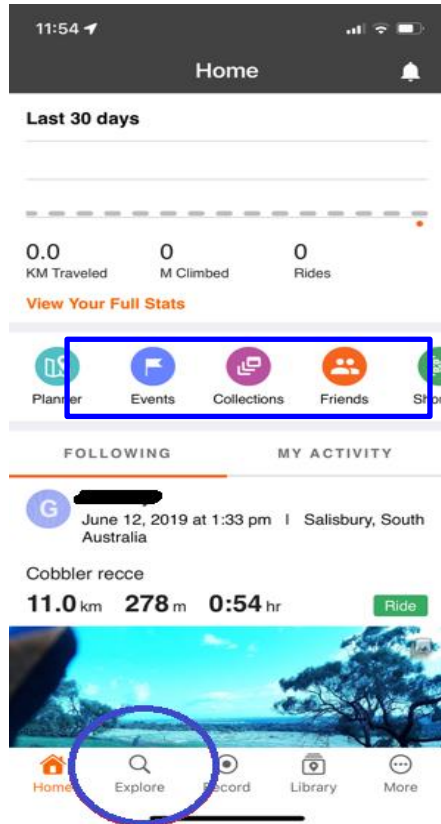 11:54
Home
Last 30 days
0.0 0 0
KM Traveled M Climbed Rides
View Your Full Stats
Planner Events Collections Friends
FOLLOWING MY ACTIVITY
G
June 12, 2019 at 1:33 pm | Salisbury, South
Australia
Cobbler recce
11.0 km 278 m 0:54 hr Ride
Home Explore Record Library More